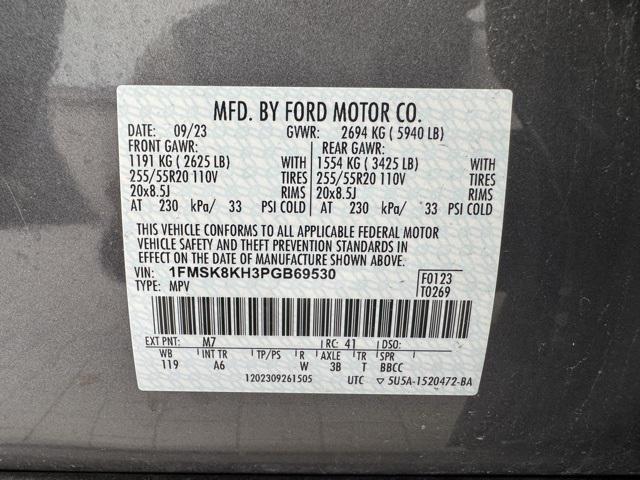 MFD. BY FORD MOTOR CO.
DATE: 09/23 GVWR: 2694 KG ( 5940 LB)
FRONT GAWR: REAR GAWR:
1191 KG ( 2625 LB) WITH 1554 KG ( 3425 LB) WITH
255/55R20 110V TIRES 255/55R20 110V TIRES
20x8.5J RIMS 20x8.5J RIMS
AT 230 kPa/ 33 PSI COLD AT 230 kPa/ 33 PSI COLD
THIS VEHICLE CONFORMS TO ALL APPLICABLE FEDERAL MOTOR
VEHICLE SAFETY AND THEFT PREVENTION STANDARDS IN
EFFECT ON THE DATE OF MANUFACTURE SHOWN ABOVE.
VIN: 1FMSK8KH3PGB69530 F0123
TYPE: MPV T0269
EXT PNT: M7 RC: 41 DSO:
WB INT TR TP/PS R AXLE TR SPR
119 A6 W 3B T BBCC
1202309261505 UTC ▽ 5U5A-1520472-BA